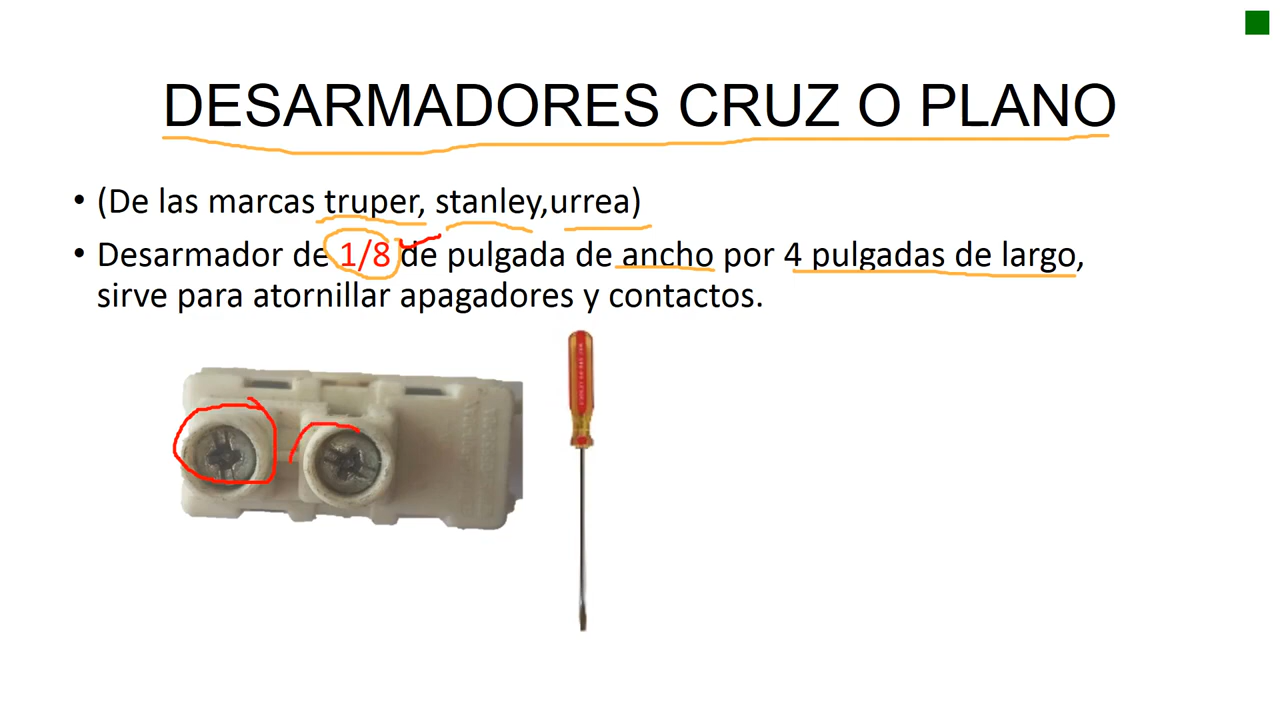 DESARMADORES CRUZ O PLANO
• (De las marcas truper, stanley,urrea)
• Desarmador de 1/8 de pulgada de ancho por 4 pulgadas de largo,
sirve para atornillar apagadores y contactos.